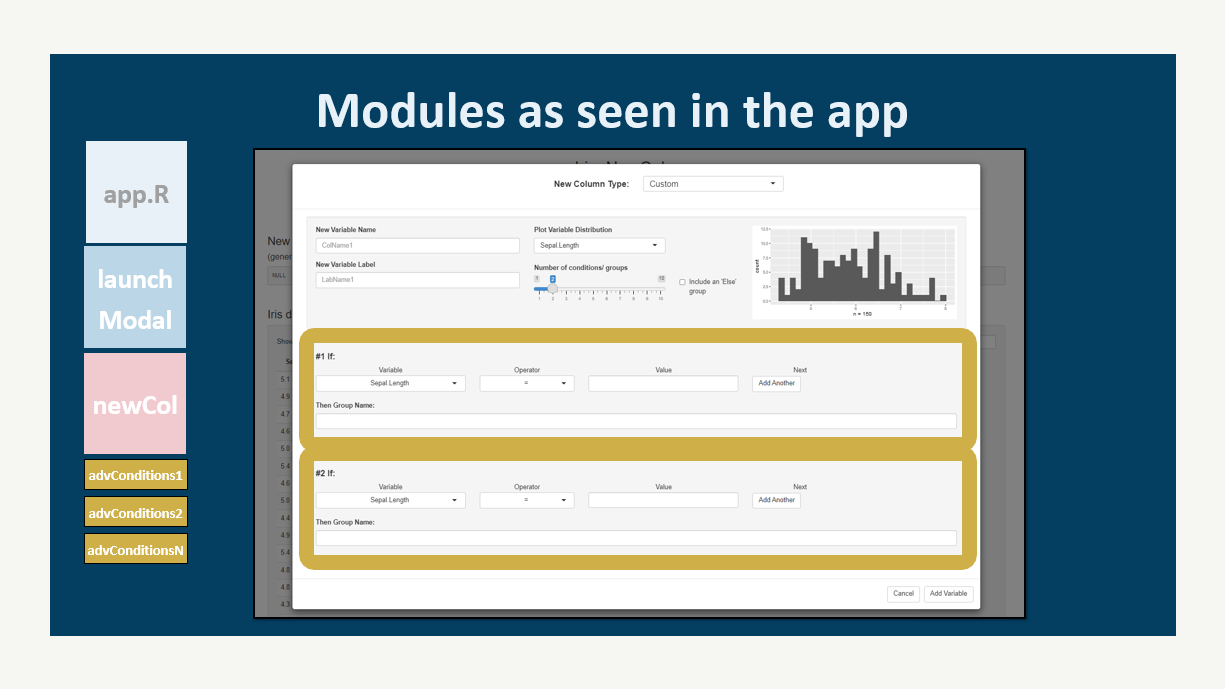 Modules as seen in the app
app.R
launch
Modal
newCol
advConditions1
advConditions2
advConditionsN
New Column Type: Custom
New Variable Name
ColName1
New Variable Label
LabName1
Plot Variable Distribution
Sepal.Length
Number of conditions/ groups
1 2 10
1 2 3 4 5 6 7 8 9 10
Include an 'Else'
group
count
12.5
10.0
7.5
5.0
2.5
0.0
5 6 7 8
n = 150
New
(gener
NULL
Iris d
Show
Se
5.1
4.9
4.7
4.6
5.0
5.4
4.6
5.0
4.4
4.9
5.4
4.8
4.8
4.3
#1 If:
Variable Operator Value Next
Sepal.Length = Add Another
Then Group Name:
#2 If:
Variable Operator Value Next
Sepal.Length = Add Another
Then Group Name:
Cancel Add Variable